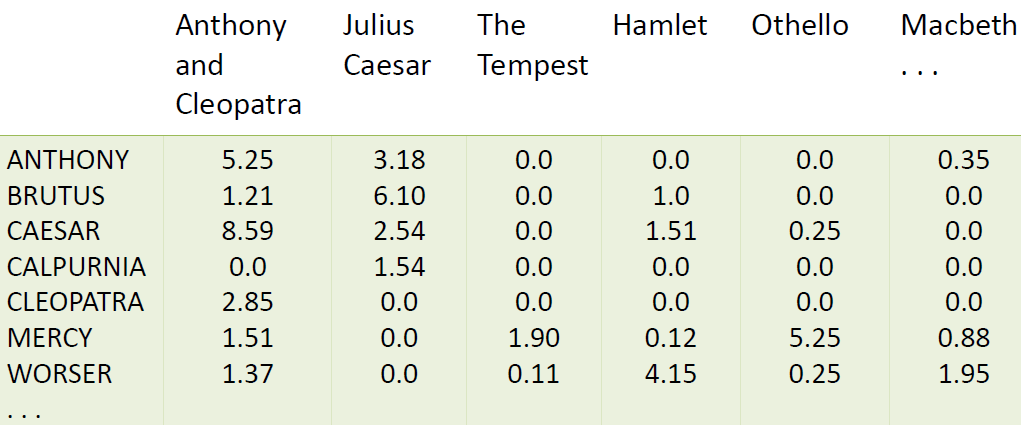 Anthony and Cleopatra Julius Caesar The Tempest Hamlet Othello Macbeth . . .
ANTHONY 5.25 3.18 0.0 0.0 0.0 0.35
BRUTUS 1.21 6.10 0.0 1.0 0.0 0.0
CAESAR 8.59 2.54 0.0 1.51 0.25 0.0
CALPURNIA 0.0 1.54 0.0 0.0 0.0 0.0
CLEOPATRA 2.85 0.0 0.0 0.0 0.0 0.0
MERCY 1.51 0.0 1.90 0.12 5.25 0.88
WORSER 1.37 0.0 0.11 4.15 0.25 1.95
. . .